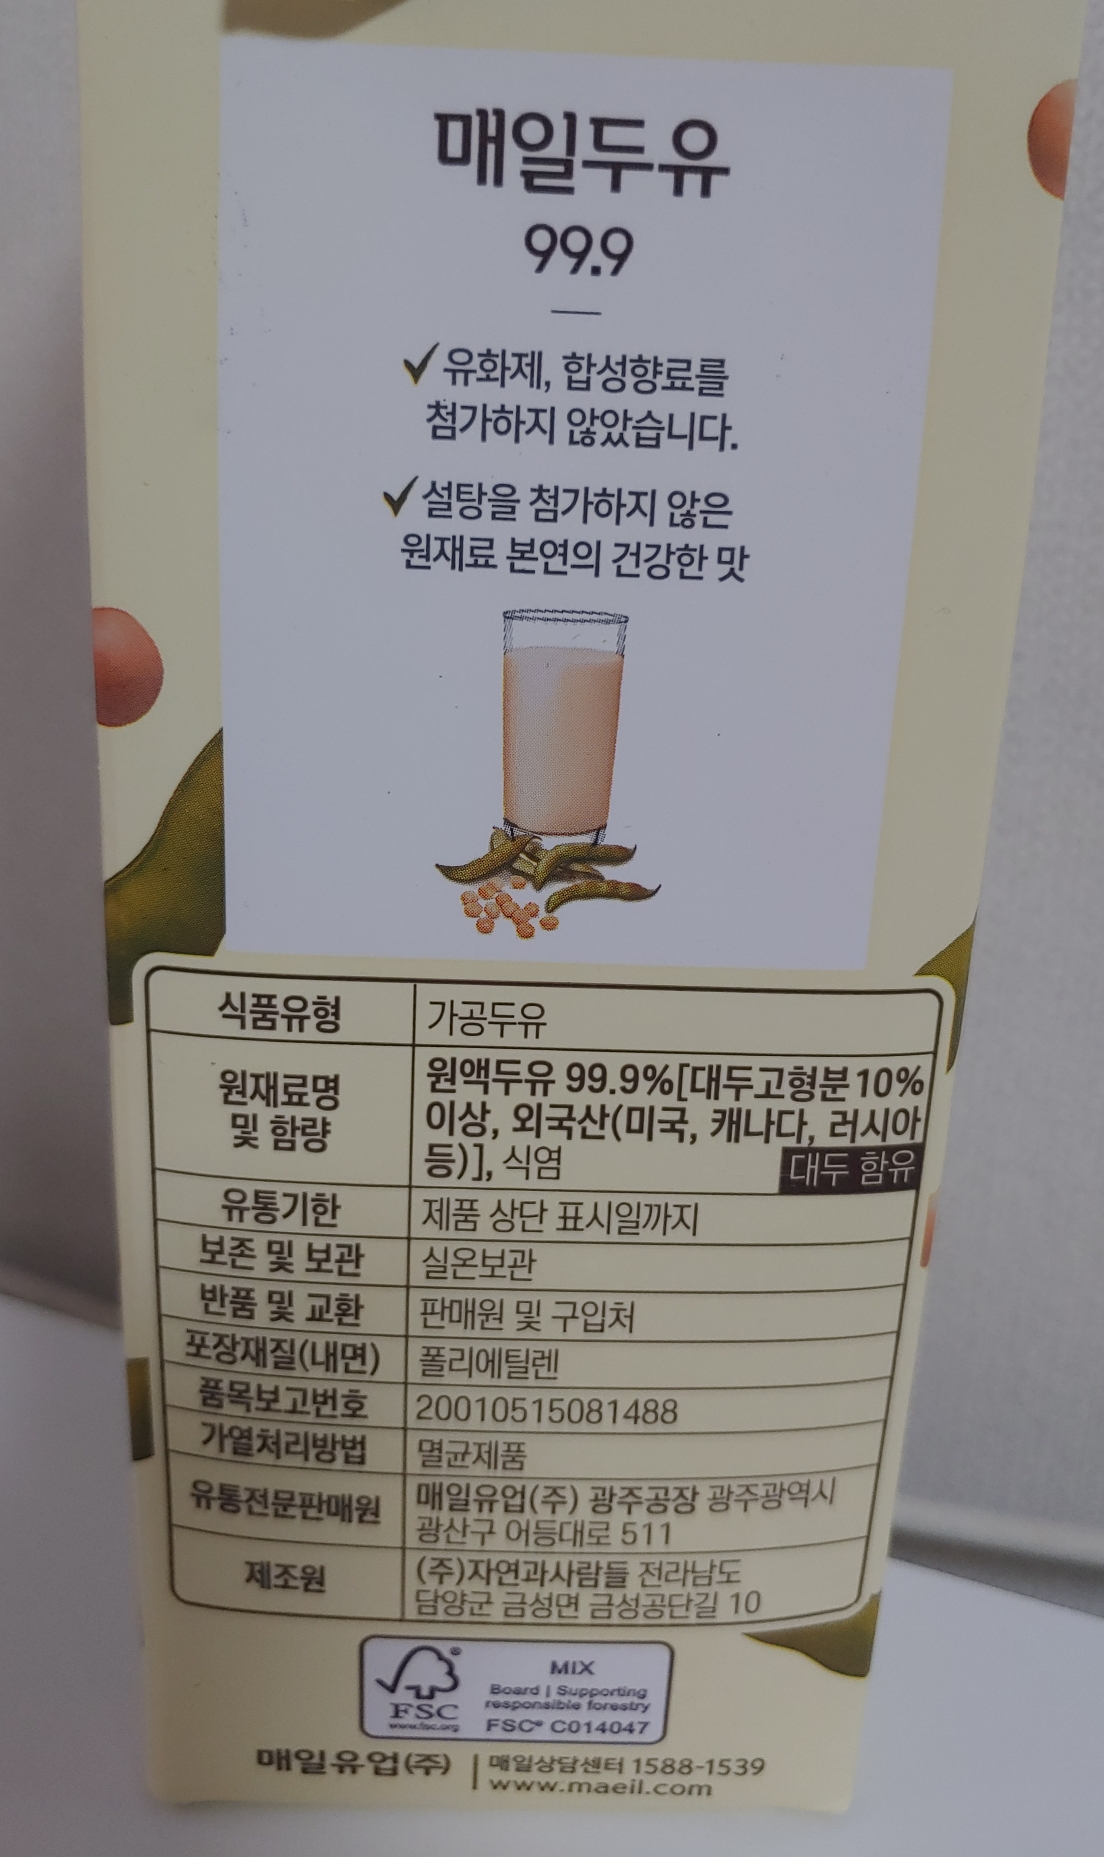 매일두유
99.9
유화제, 합성향료를
첨가하지 않았습니다.
설탕을 첨가하지 않은
원재료 본연의 건강한 맛
식품유형 가공두유
원재료명 및 함량 원액두유 99.9%[대두고형분 10%
이상, 외국산(미국, 캐나다, 러시아
등)], 식염 대두 함유
유통기한 제품 상단 표시일까지
보존 및 보관 실온보관
반품 및 교환 판매원 및 구입처
포장재질(내면) 폴리에틸렌
품목보고번호 20010515081488
가열처리방법 멸균제품
유통전문판매원 매일유업(주) 광주공장 광주광역시
광산구 어등대로 511
제조원 (주)자연과사람들 전라남도
담양군 금성면 금성공단길 10
FSC
www.fsc.org
MIX
Board | Supporting
responsible forestry
FSC® C014047
매일유업(주) | 매일상담센터 1588-1539
www.maeil.com